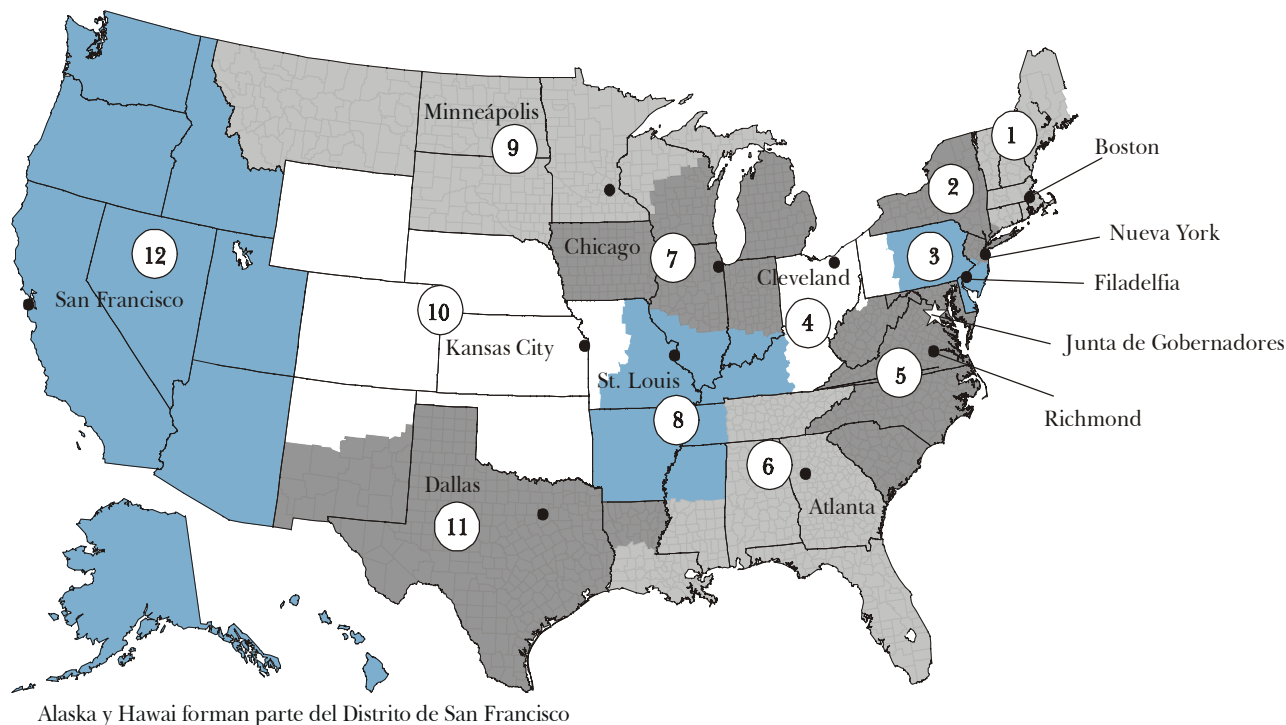 1
Boston
Minneápolis
9
2
Nueva York
12
Chicago
7
3
Cleveland
Filadelfia
San Francisco
10
4
Junta de Gobernadores
Kansas City
St. Louis
5
Richmond
8
6
Dallas
11
Atlanta
Alaska y Hawai forman parte del Distrito de San Francisco